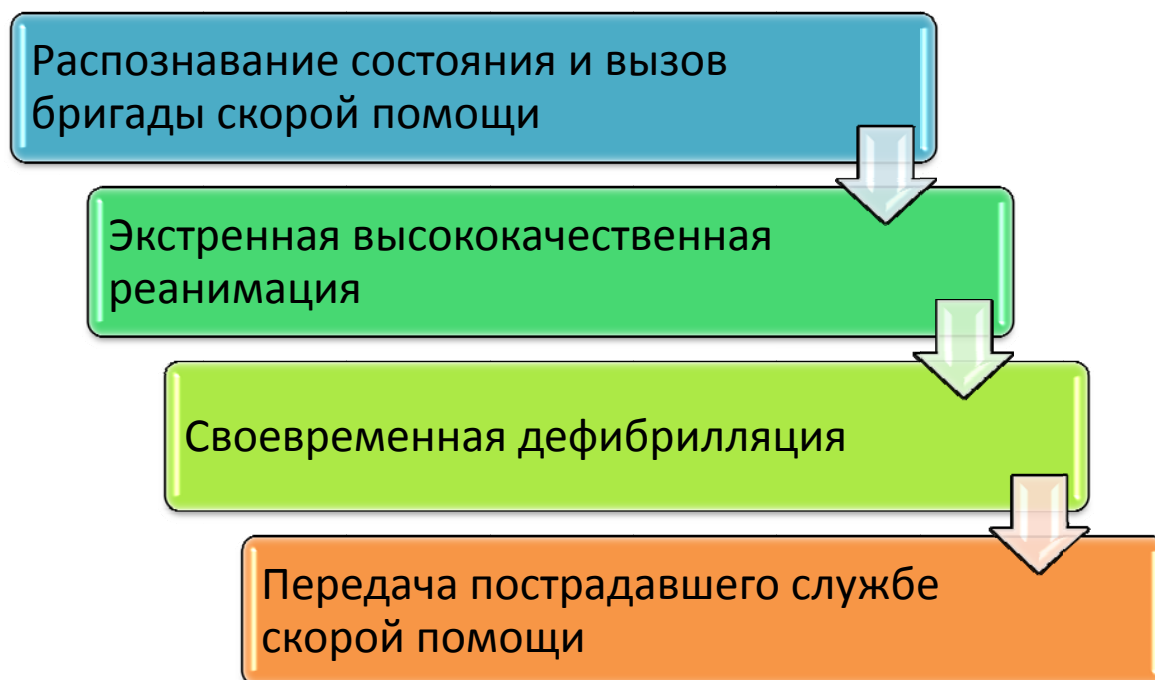 Распознавание состояния и вызов
бригады скорой помощи
Экстренная высококачественная
реанимация
Своевременная дефибрилляция
Передача пострадавшего службе
скорой помощи